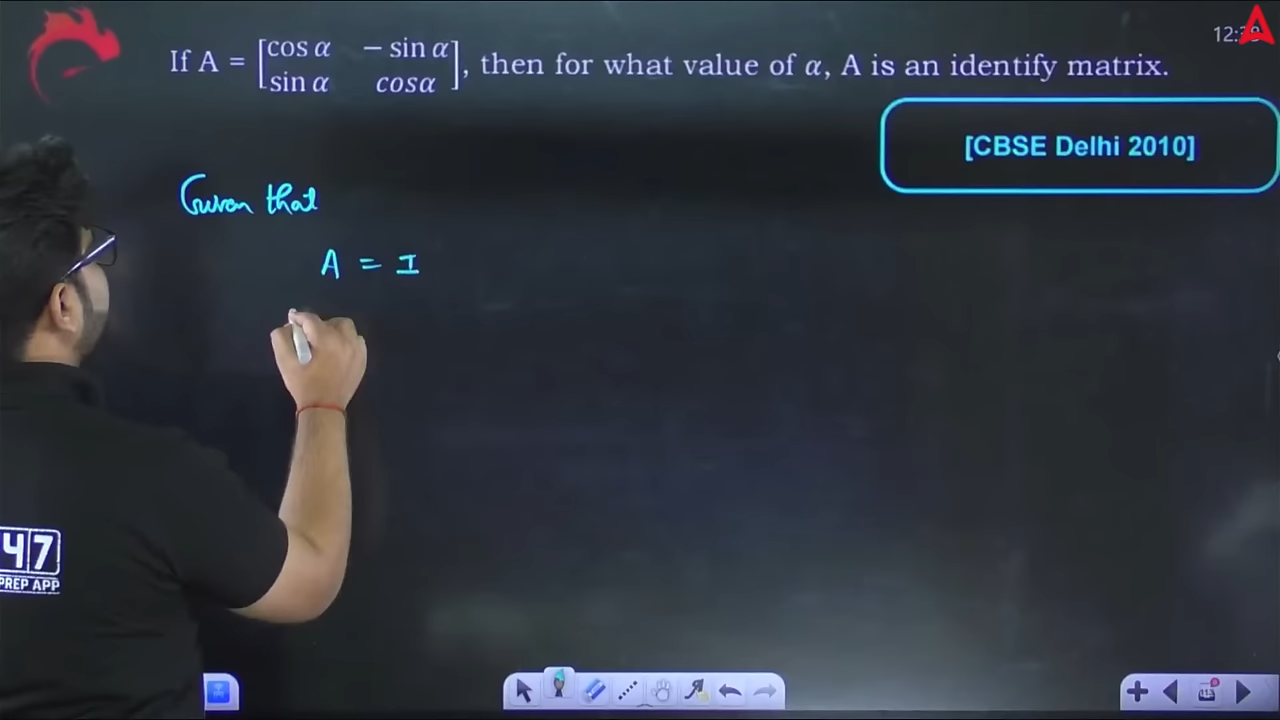 If A = [cos α − sin α
sin α cosα], then for what value of α, A is an identify matrix.
[CBSE Delhi 2010]
Given that
A = I
47
PREP APP